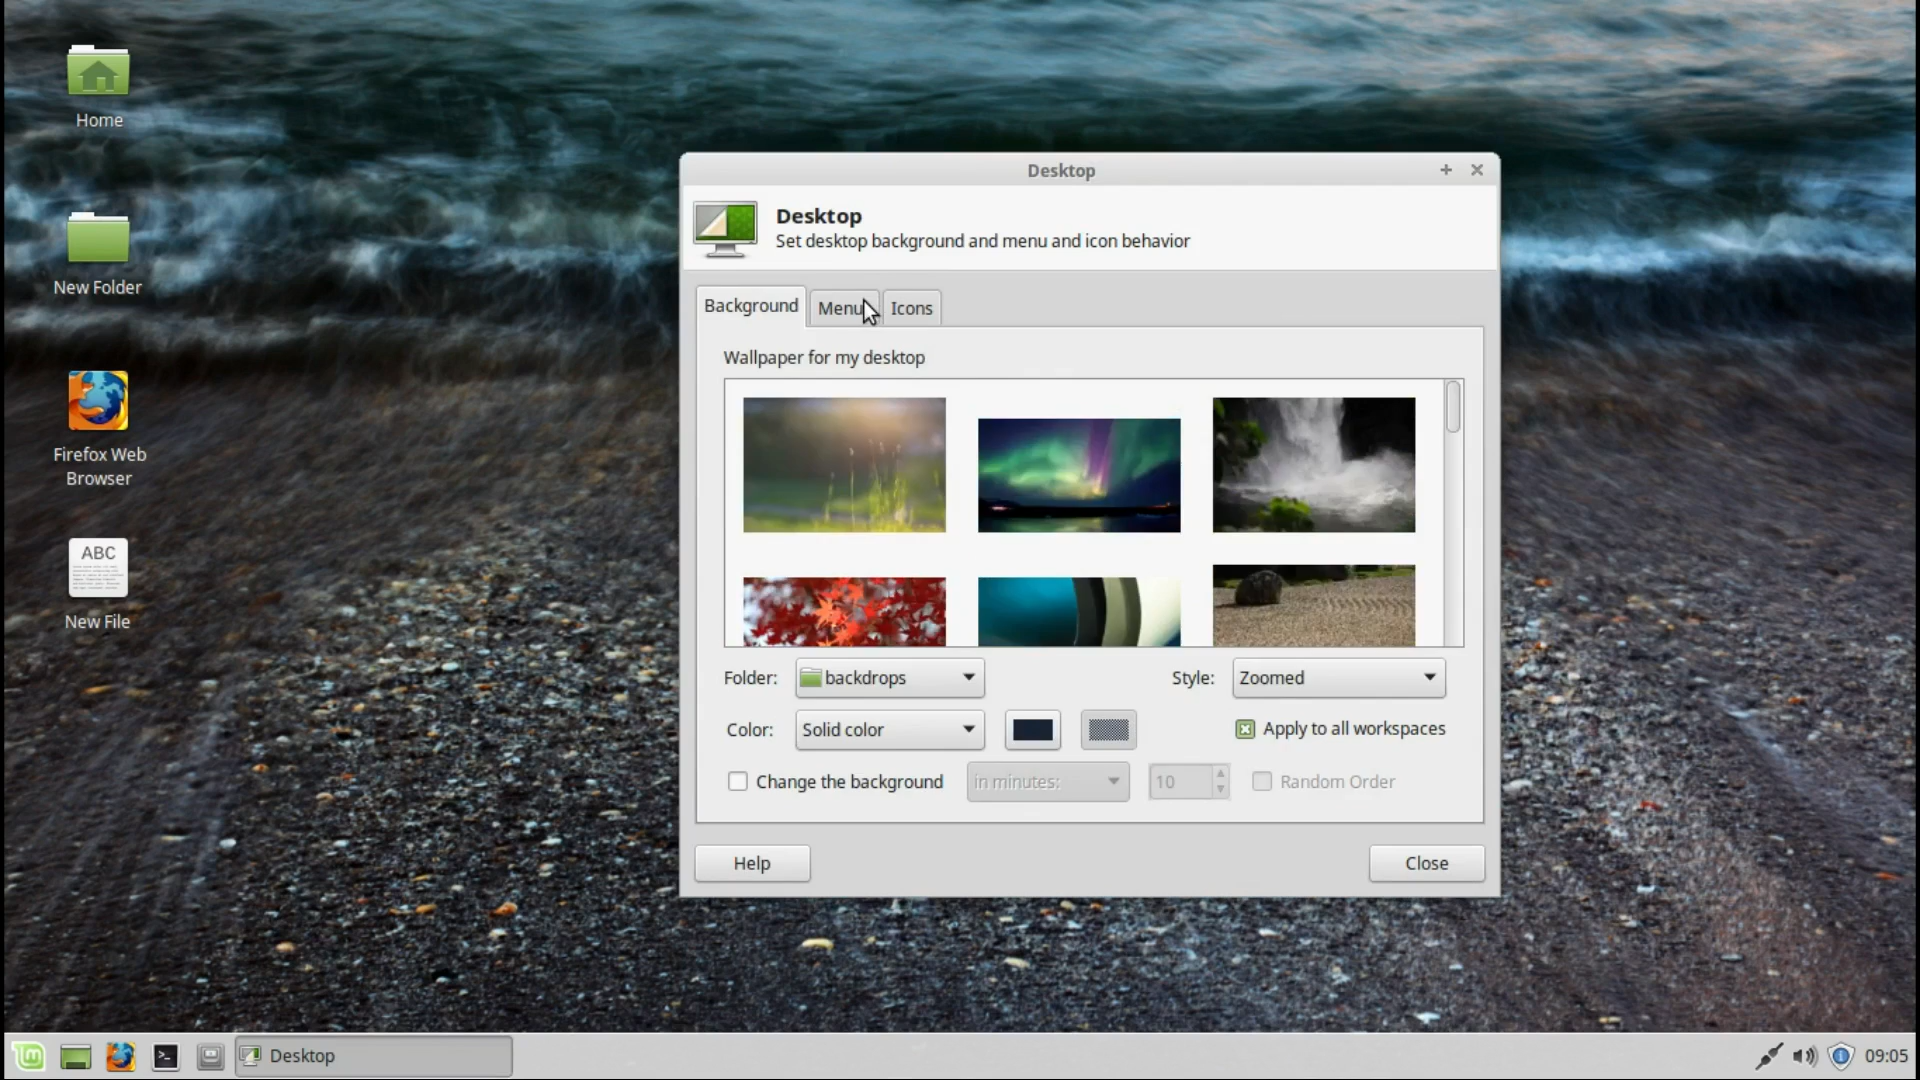 Home
New Folder
Firefox Web
Browser
ABC
New File
Desktop
Desktop
Set desktop background and menu and icon behavior
Background
Menu
Icons
Wallpaper for my desktop
Folder:
backdrops
Style:
Zoomed
Color:
Solid color
Apply to all workspaces
Change the background
in minutes:
10
Random Order
Help
Close
Desktop
09:05